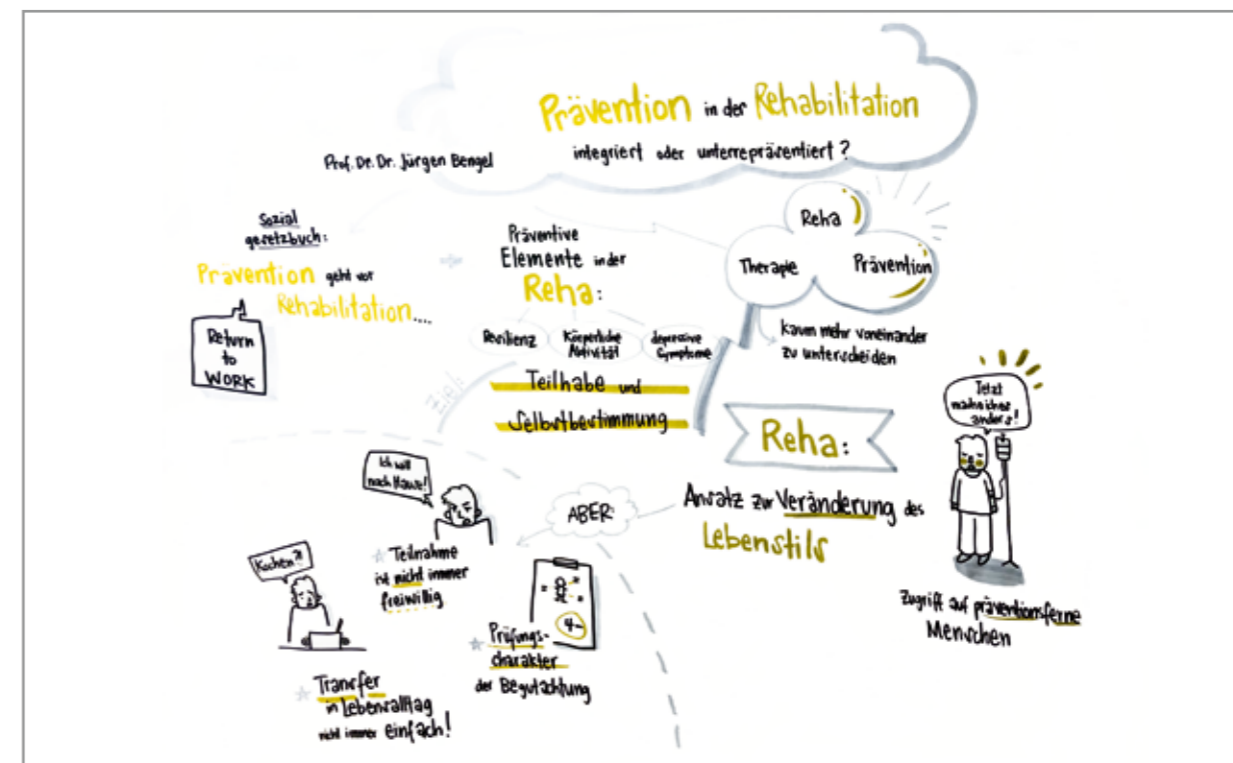 Prävention in der Rehabilitation
integriert oder unterrepräsentiert?
Prof. Dr. Dr. Jürgen Bengel
Sozial
gesetzbuch:
Prävention geht vor
Rehabilitation....
Return
to
WORK
Präventive
Elemente in der
Reha:
Resilienz
Körperliche
Aktivität
depressive
Symptome
Ziel:
Teilhabe und
Selbstbestimmung
Reha
Therapie
Prävention
kaum mehr voneinander
zu unterscheiden
Reha:
Ansatz zur Veränderung des
Lebensstils
Jetzt
mache ich es
anders!
Zugriff auf präventionsferne
Menschen
ABER:
Ich will
nach Hause!
Teilnahme
ist nicht immer
freiwillig
Kochen?!
Transfer
in Lebensalltag
nicht immer einfach!
4-
Prüfungs-
charakter
der Begutachtung